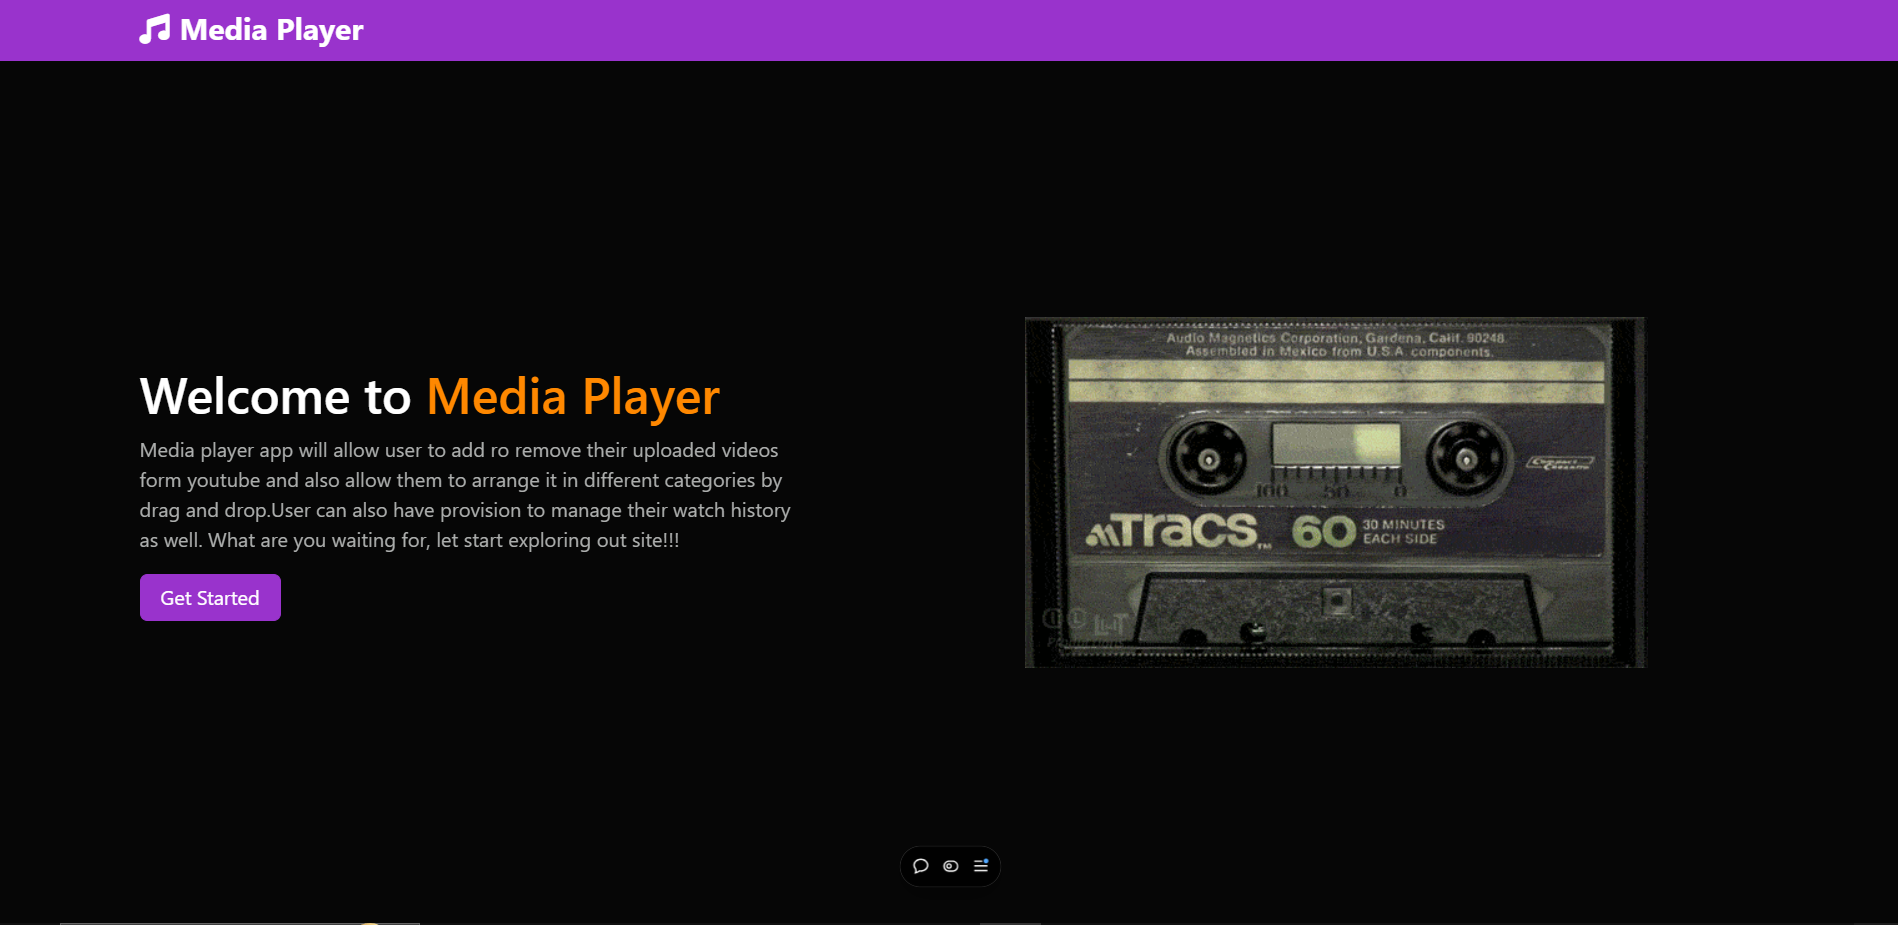 Media Player
Welcome to Media Player
Media player app will allow user to add ro remove their uploaded videos
form youtube and also allow them to arrange it in different categories by
drag and drop.User can also have provision to manage their watch history
as well. What are you waiting for, let start exploring out site!!!
Get Started
Audio Magnetics Corporation, Gardena, Calif. 90248
Assembled in Mexico from U.S.A. components.
100 50 0
Tracs TM 60 30 MINUTES
EACH SIDE